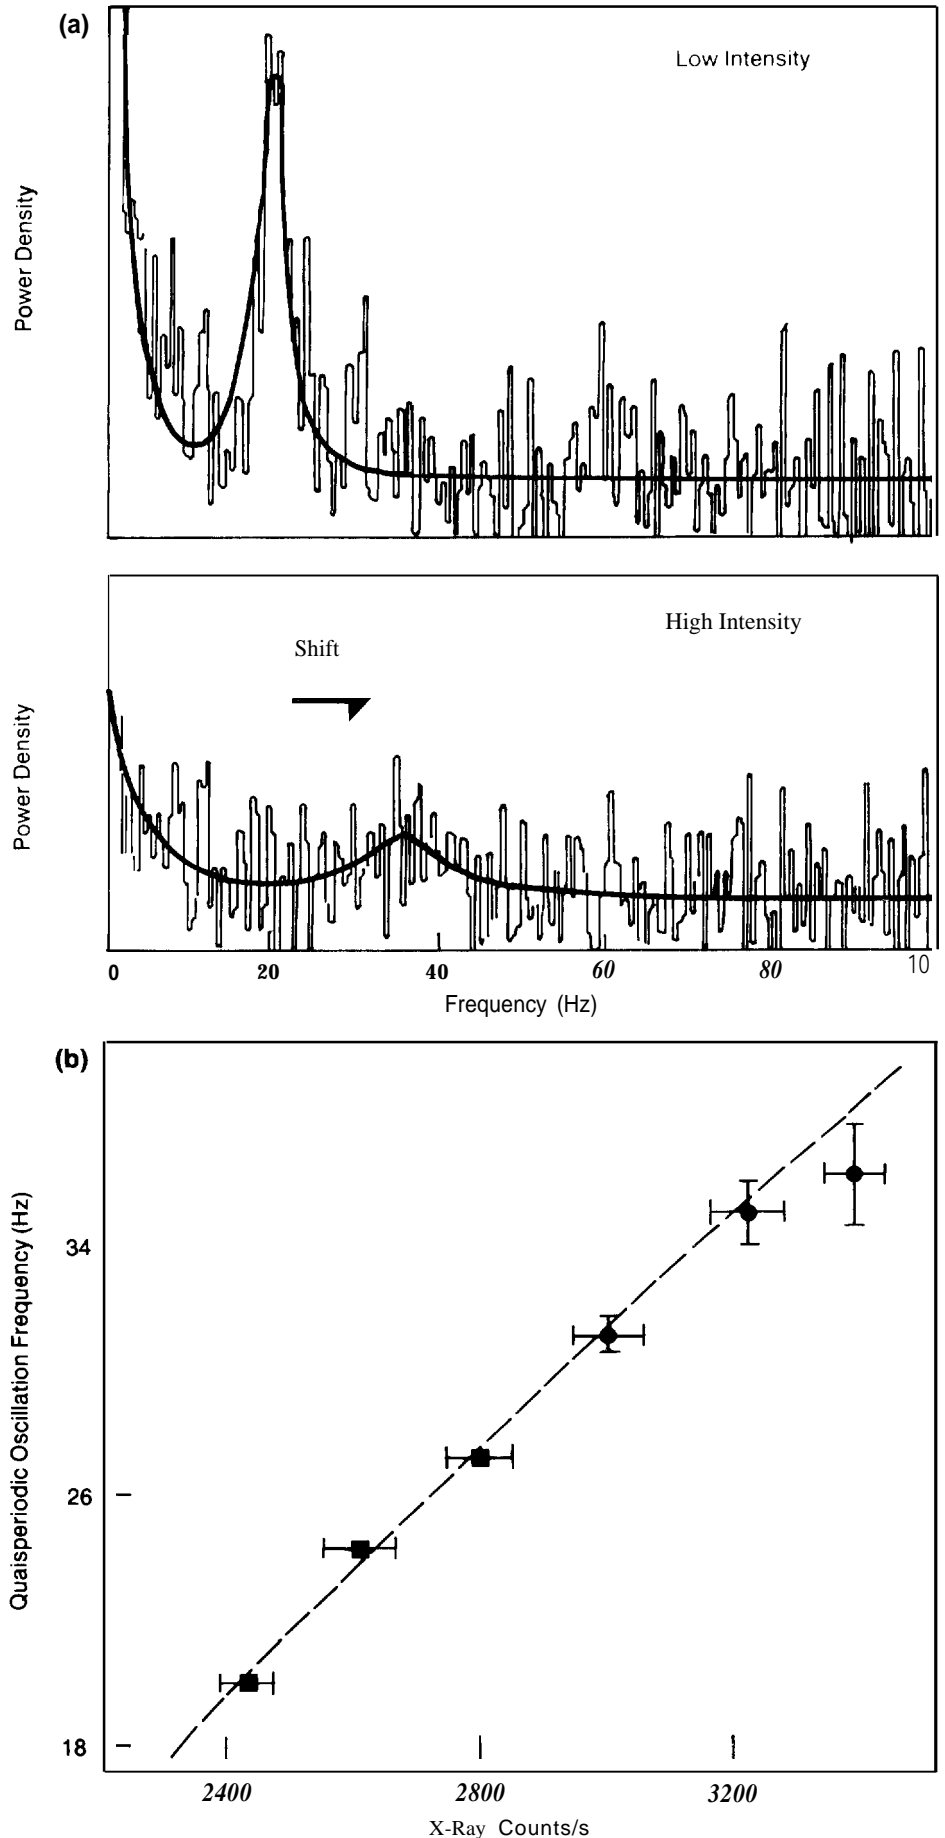 (a)
Low Intensity
Power Density
High Intensity
Shift
Power Density
0 20 40 60 80 10
Frequency (Hz)
(b)
Quaisperiodic Oscillation Frequency (Hz)
34
26
18
2400 2800 3200
X-Ray Counts/s